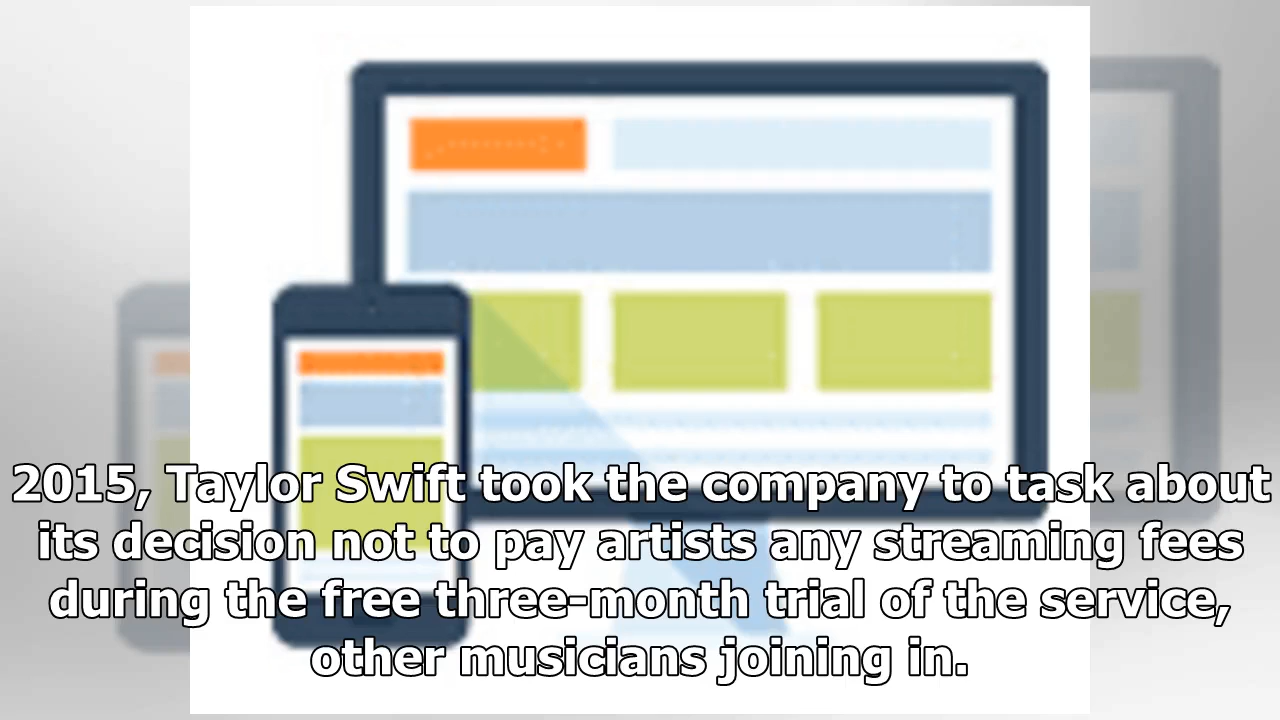 2015, Taylor Swift took the company to task about
its decision not to pay artists any streaming fees
during the free three-month trial of the service,
other musicians joining in.